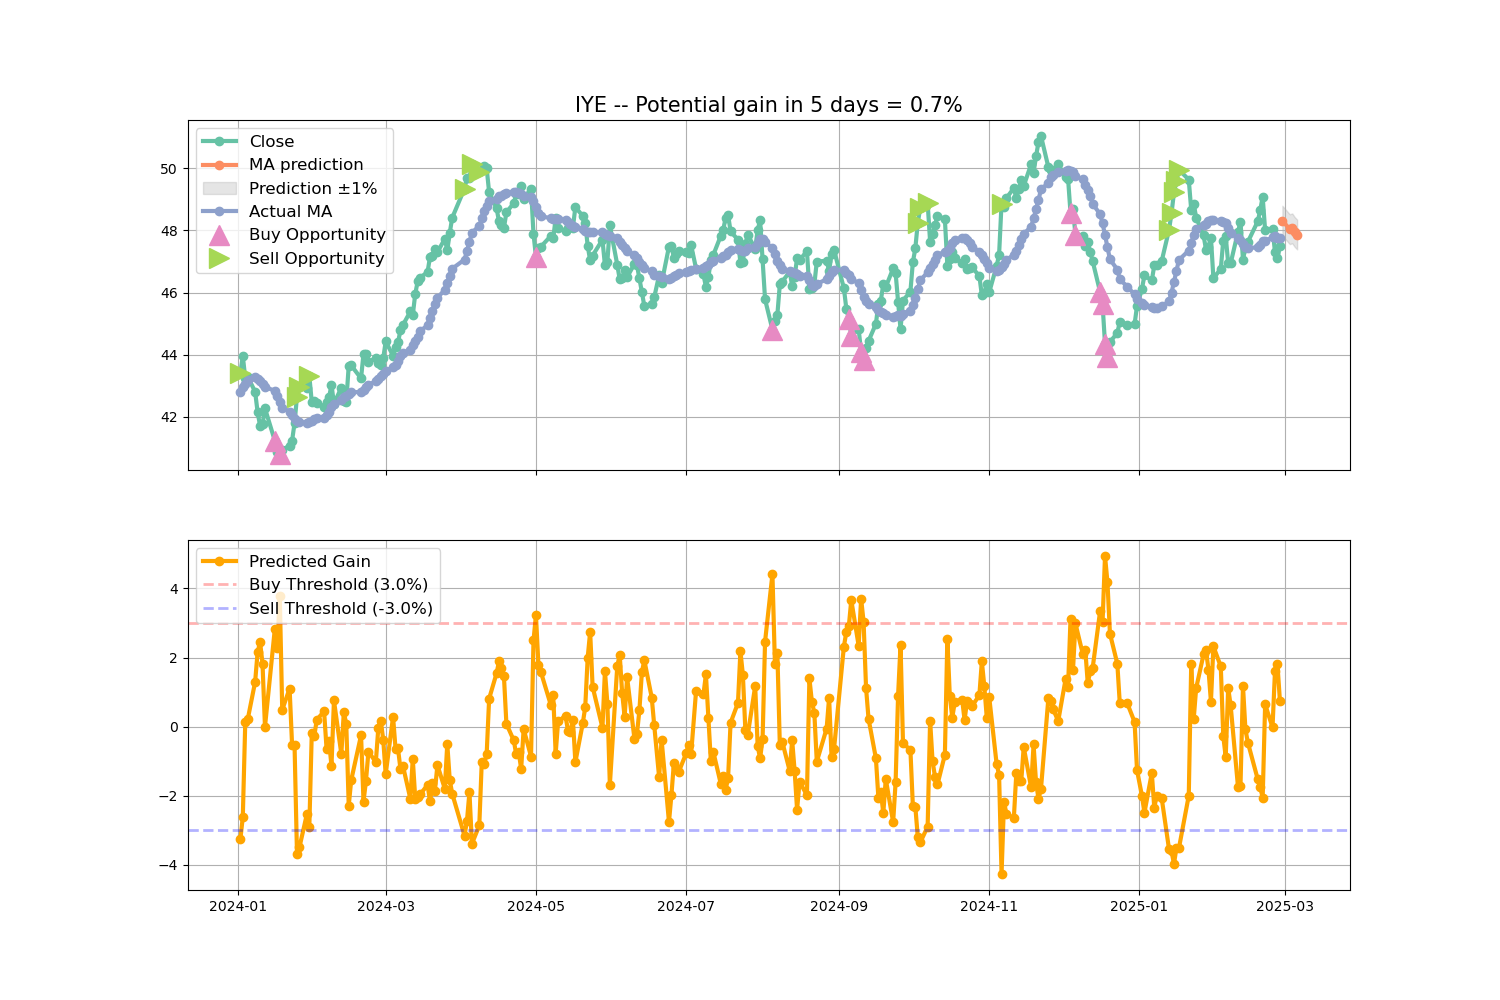 IYE -- Potential gain in 5 days = 0.7%
Close
MA prediction
Prediction ±1%
Actual MA
Buy Opportunity
Sell Opportunity
50
48
46
44
42
Predicted Gain
Buy Threshold (3.0%)
Sell Threshold (-3.0%)
4
2
0
−2
−4
2024-01 2024-03 2024-05 2024-07 2024-09 2024-11 2025-01 2025-03